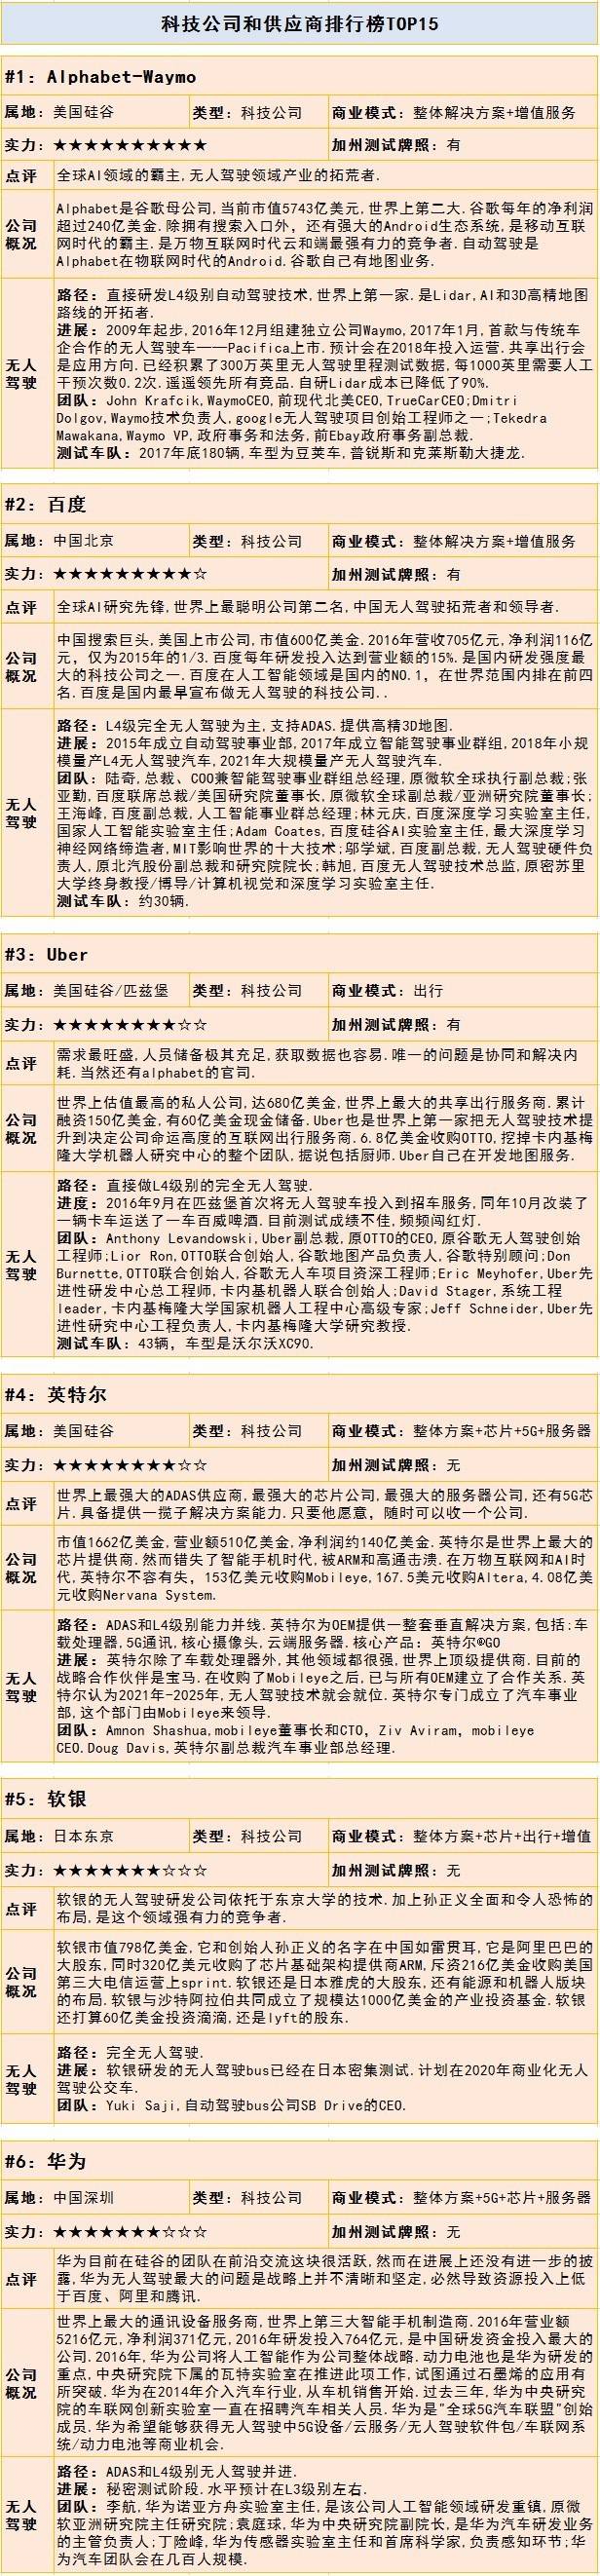 科技公司和供应商排行榜TOP15
#1: Alphabet-Waymo
属地: 美国硅谷 类型: 科技公司 商业模式: 整体解决方案+增值服务
实力: ★★★★★★★★★★ 加州测试牌照: 有
点评 全球AI领域的霸主,无人驾驶领域产业的拓荒者.
公司概况
Alphabet是谷歌母公司,当前市值5743亿美元,世界上第二大.谷歌每年的净利润
超过240亿美金.除拥有搜索入口外, 还有强大的Android生态系统,是移动互联
网时代的霸主.是万物互联网时代云和端最强有力的竞争者.自动驾驶是
Alphabet在物联网时代的Android.谷歌自己有地图业务.
无人驾驶
路径: 直接研发L4级别自动驾驶技术,世界上第一家.是Lidar,AI和3D高精地图
路线的开拓者.
进展: 2009年起步,2016年12月组建独立公司Waymo,2017年1月,首款与传统车
企合作的无人驾驶车——Pacifica上市.预计会在2018年投入运营.共享出行会
是应用方向.已经积累了300万英里无人驾驶里程测试数据,每1000英里需要人工
干预次数0.2次.遥遥领先所有竞品.自研Lidar成本已降低了90%.
团队: John Krafcik,WaymoCEO,前现代北美CEO,TrueCarCEO;Dmitri
Dolgov,Waymo技术负责人,google无人驾驶项目创始工程师之一;Tekedra
Mawakana,Waymo VP,政府事务和法务,前Ebay政府事务副总裁.
测试车队: 2017年底180辆,车型为豆荚车,普锐斯和克莱斯勒大捷龙.
#2: 百度
属地: 中国北京 类型: 科技公司 商业模式: 整体解决方案+增值服务
实力: ★★★★★★★★★☆ 加州测试牌照: 有
点评 全球AI研究先锋,世界上最聪明公司第二名,中国无人驾驶拓荒者和领导者.
公司概况
中国搜索巨头,美国上市公司,市值600亿美金.2016年营收705亿元,净利润116亿
元, 仅为2015年的1/3.百度每年研发投入达到营业额的15%.是国内研发强度最
大的科技公司之一.百度在人工智能领域是国内的NO.1, 在世界范围内排在前四
名.百度是国内最早宣布做无人驾驶的科技公司..
无人驾驶
路径: L4级完全无人驾驶为主,支持ADAS.提供高精3D地图.
进展: 2015年成立自动驾驶事业部,2017年成立智能驾驶事业群组,2018年小规
模量产L4无人驾驶汽车,2021年大规模量产无人驾驶汽车.
团队: 陆奇,总裁、COO兼智能驾驶事业群组总经理,原微软全球执行副总裁;张
亚勤,百度联席总裁/美国研究院董事长,原微软全球副总裁/亚洲研究院董事长;
王海峰,百度副总裁,人工智能事业群总经理;林元庆,百度深度学习实验室主任,
国家人工智能实验室主任;Adam Coates,百度硅谷AI实验室主任,最大深度学习
神经网络缔造者,MIT影响世界的十大技术;邬学斌,百度副总裁,无人驾驶硬件负
责人,原北汽股份副总裁和研究院院长;韩旭,百度无人驾驶技术总监,原密苏里
大学终身教授/博导/计算机视觉和深度学习实验室主任.
测试车队: 约30辆.
#3: Uber
属地: 美国硅谷/匹兹堡 类型: 科技公司 商业模式: 出行
实力: ★★★★★★★★☆☆ 加州测试牌照: 有
点评
需求最旺盛,人员储备极其充足,获取数据也容易.唯一的问题是协同和解决内
耗.当然还有alphabet的官司.
公司概况
世界上估值最高的私人公司,达680亿美金,世界上最大的共享出行服务商.累计
融资150亿美金,有60亿美金现金储备.Uber也是世界上第一家把无人驾驶技术提
升到决定公司命运高度的互联网出行服务商.6.8亿美金收购OTTO,挖掉卡内基梅
隆大学机器人研究中心的整个团队,据说包括厨师.Uber自己在开发地图服务.
无人驾驶
路径: 直接做L4级别的完全无人驾驶.
进度: 2016年9月在匹兹堡首次将无人驾驶车投入到招车服务,同年10月改装了
一辆卡车运送了一车百威啤酒.目前测试成绩不佳,频频闯红灯.
团队: Anthony Levandowski,Uber副总裁,原OTTO的CEO,原谷歌无人驾驶创始
工程师;Lior Ron,OTTO联合创始人,谷歌地图产品负责人,谷歌特别顾问;Don
Burnette,OTTO联合创始人,谷歌无人车项目资深工程师;Eric Meyhofer,Uber先
进性研发中心总工程师,卡内基机器人联合创始人;David Stager,系统工程
leader,卡内基梅隆大学国家机器人工程中心高级专家;Jeff Schneider,Uber先
进性研究中心工程负责人,卡内基梅隆大学研究教授.
测试车队: 43辆, 车型是沃尔沃XC90.
#4: 英特尔
属地: 美国硅谷 类型: 科技公司 商业模式: 整体方案+芯片+5G+服务器
实力: ★★★★★★★★☆☆ 加州测试牌照: 无
点评
世界上最强大的ADAS供应商,最强大的芯片公司,最强大的服务器公司,还有5G芯
片.具备提供一揽子解决方案能力.只要他愿意, 随时可以收一个公司.
公司概况
市值1662亿美金,营业额510亿美金,净利润约140亿美金.英特尔是世界上最大的
芯片提供商.然而错失了智能手机时代,被ARM和高通击溃.在万物互联网和AI时
代,英特尔不容有失,153亿美元收购Mobileye,167.5美元收购Altera,4.08亿美
元收购Nervana System.
无人驾驶
路径: ADAS和L4级别能力并线.英特尔为OEM提供一整套垂直解决方案,包括;车
载处理器,5G通讯,核心摄像头,云端服务器.核心产品: 英特尔®GO
进展: 英特尔除了车载处理器外,其他领域都很强,世界上顶级提供商.目前的
战略合作伙伴是宝马.在收购了Mobileye之后,已与所有OEM建立了合作关系.英
特尔认为2021年-2025年,无人驾驶技术就会就位.英特尔专门成立了汽车事业
部,这个部门由Mobileye来领导.
团队: Amnon Shashua,mobileye董事长和CTO, Ziv Aviram, mobileye
CEO.Doug Davis,英特尔副总裁汽车事业部总经理.
#5: 软银
属地: 日本东京 类型: 科技公司 商业模式: 整体方案+芯片+出行+增值
实力: ★★★★★★★☆☆☆ 加州测试牌照: 无
点评
软银的无人驾驶研发公司依托于东京大学的技术.加上孙正义全面和令人恐怖的
布局,是这个领域强有力的竞争者.
公司概况
软银市值798亿美金,它和创始人孙正义的名字在中国如雷贯耳,它是阿里巴巴的
大股东,同时320亿美元收购了芯片基础架构提供商ARM,斥资216亿美金收购美国
第三大电信运营上sprint.软银还是日本雅虎的大股东,还有能源和机器人版块
的布局.软银与沙特阿拉伯共同成立了规模达1000亿美金的产业投资基金.软银
还打算60亿美金投资滴滴,还是lyft的股东.
无人驾驶
路径: 完全无人驾驶.
进展: 软银研发的无人驾驶bus已经在日本密集测试.计划在2020年商业化无人
驾驶公交车.
团队: Yuki Saji,自动驾驶bus公司SB Drive的CEO.
#6: 华为
属地: 中国深圳 类型: 科技公司 商业模式: 整体方案+5G+芯片+服务器
实力: ★★★★★★★☆☆☆ 加州测试牌照: 无
点评
华为目前在硅谷的团队在前沿交流这块很活跃,然而在进展上还没有进一步的披
露,华为无人驾驶最大的问题是战略上并不清晰和坚定,必然导致资源投入上低
于百度、阿里和腾讯.
公司概况
世界上最大的通讯设备服务商,世界上第三大智能手机制造商.2016年营业额
5216亿元,净利润371亿元,2016年研发投入764亿元,是中国研发资金投入最大的
公司.2016年,华为公司将人工智能作为公司整体战略.动力电池也是华为研发的
重点,中央研究院下属的瓦特实验室在推进此项工作,试图通过石墨烯的应用有
所突破.华为在2014年介入汽车行业,从车机销售开始.过去三年,华为中央研究
院的车联网创新实验室一直在招聘汽车相关人员.华为是"全球5G汽车联盟"创始
成员.华为希望能够获得无人驾驶中5G设备/云服务/无人驾驶软件包/车联网系
统/动力电池等商业机会.
无人驾驶
路径: ADAS和L4级别无人驾驶并进.
进展: 秘密测试阶段.水平预计在L3级别左右.
团队: 李航,华为诺亚方舟实验室主任,是该公司人工智能领域研发重镇,原微
软亚洲研究院主任研究院;袁庭球,华为中央研究院副院长,是华为汽车研发业务
的主管负责人;丁险峰,华为传感器实验室主任和首席科学家,负责感知环节;华
为汽车团队会在几百人规模.